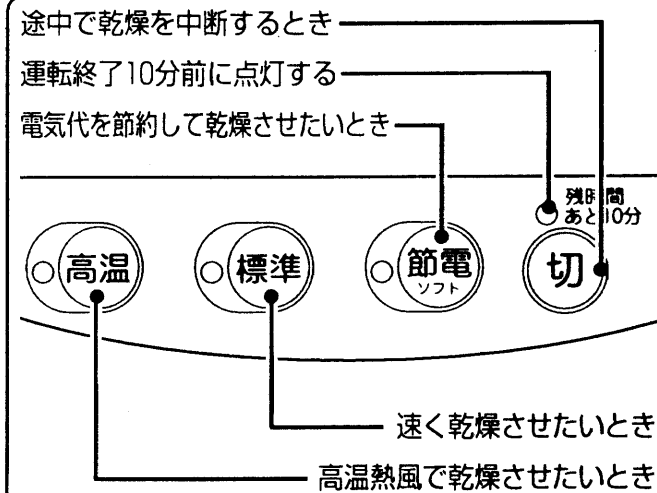 途中で乾燥を中断するとき
運転終了10分前に点灯する
電気代を節約して乾燥させたいとき
残時間
あと10分
高温
標準
節電
ソフト
切
速く乾燥させたいとき
高温熱風で乾燥させたいとき